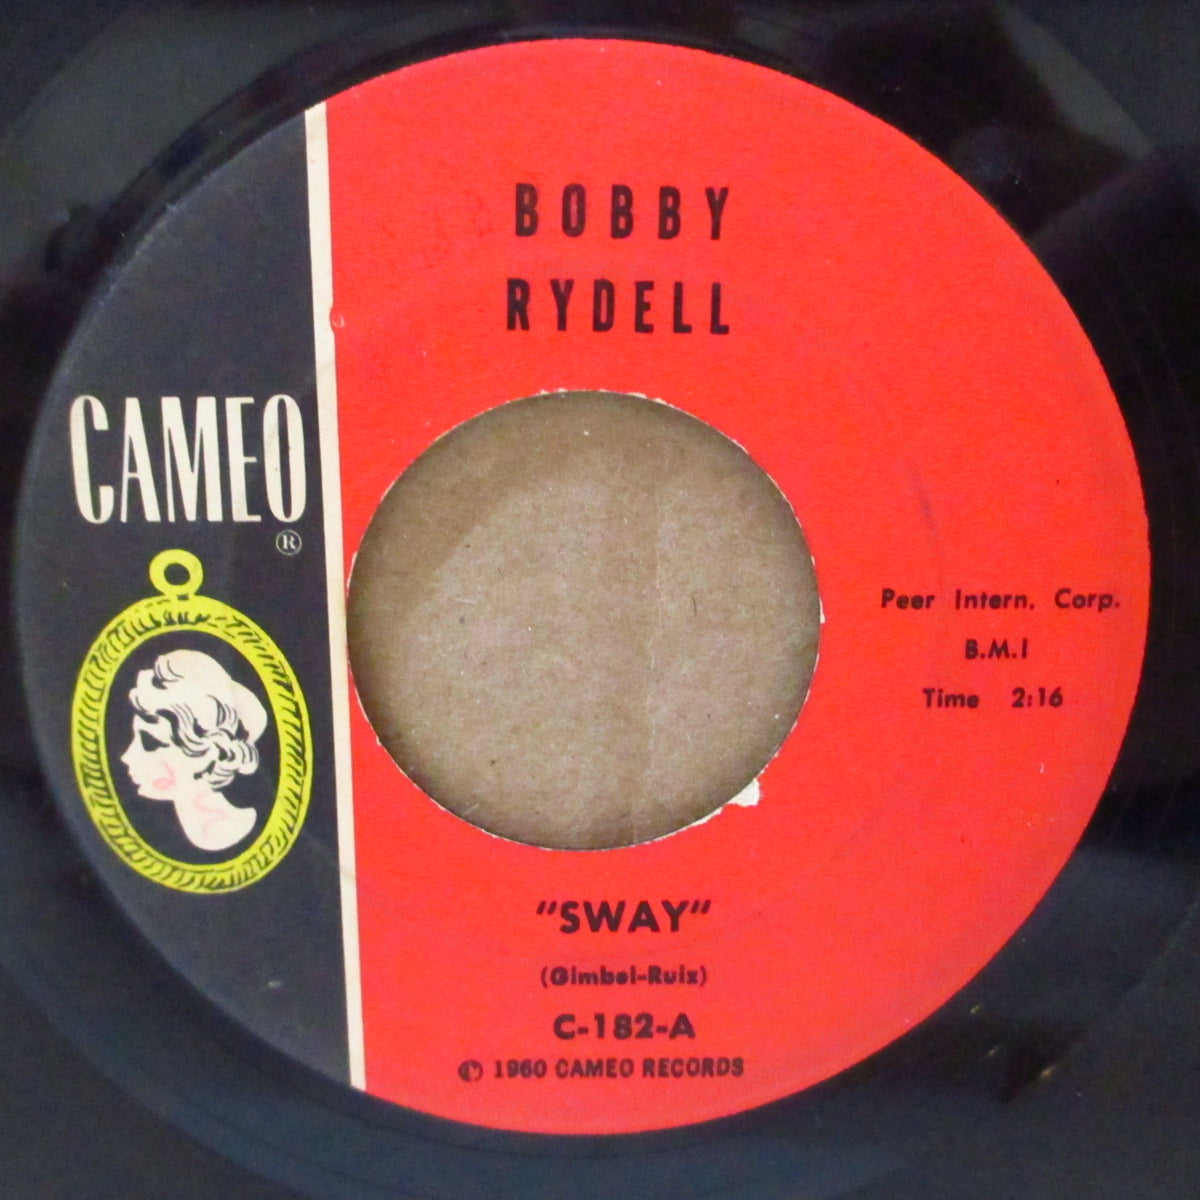 BOBBY
RYDELL
CAMEO
®
Peer Intern. Corp.
B.M.I
Time 2:16
"SWAY"
(Gimbel-Ruiz)
C-182-A
© 1960 CAMEO RECORDS